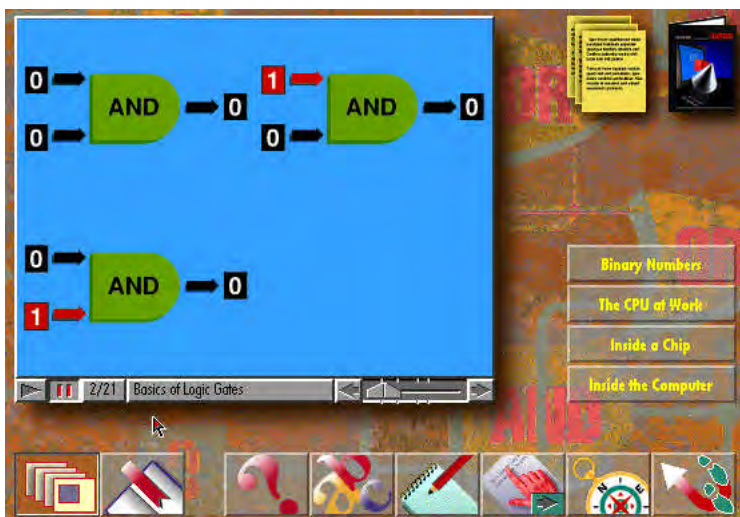 0
AND
0
0
1
AND
0
0
0
AND
0
1
2/21
Basics of Logic Gates
Binary Numbers
The CPU at Work
Inside a Chip
Inside the Computer
N
E